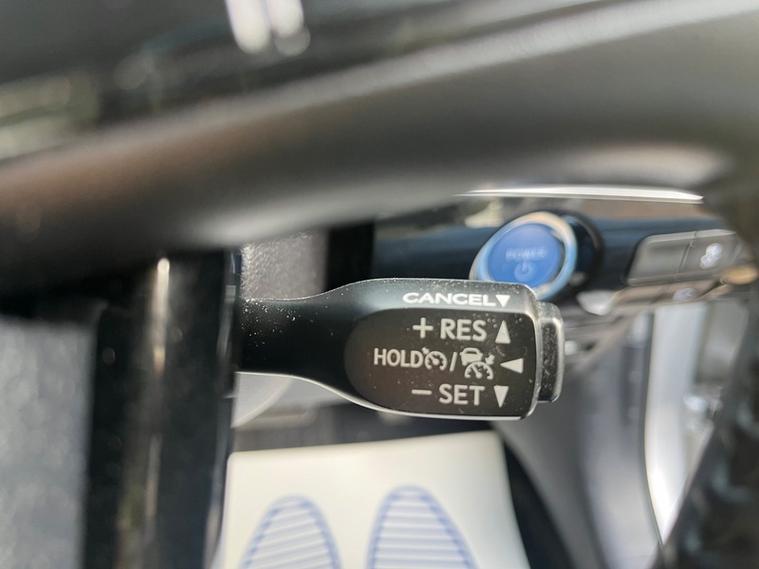 POWER
CANCEL▼
+ RES ▲
HOLD / ◀
− SET ▼